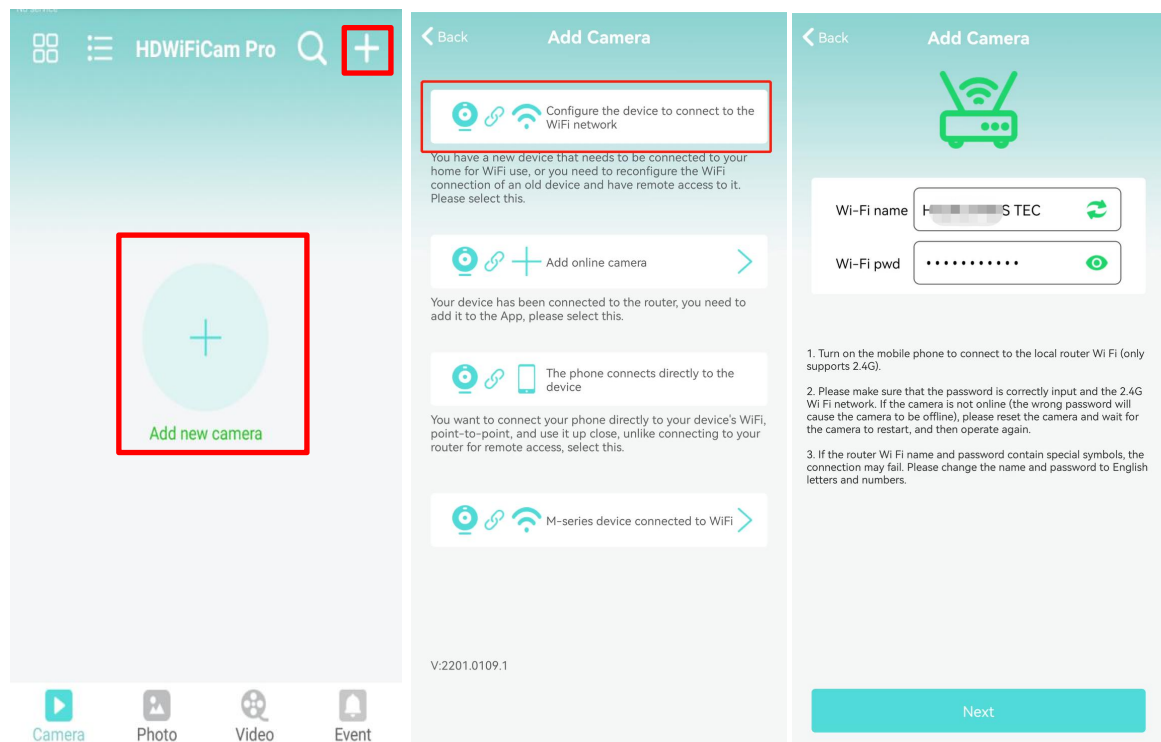 No service
HDWiFiCam Pro
Add new camera
Camera
Photo
Video
Event
Back
Add Camera
Configure the device to connect to the
WiFi network
You have a new device that needs to be connected to your
home for WiFi use, or you need to reconfigure the WiFi
connection of an old device and have remote access to it.
Please select this.
Add online camera
Your device has been connected to the router, you need to
add it to the App, please select this.
The phone connects directly to the
device
You want to connect your phone directly to your device's WiFi,
point-to-point, and use it up close, unlike connecting to your
router for remote access, select this.
M-series device connected to WiFi
V:2201.0109.1
Back
Add Camera
Wi-Fi name
H S TEC
Wi-Fi pwd
1. Turn on the mobile phone to connect to the local router Wi Fi (only
supports 2.4G).
2. Please make sure that the password is correctly input and the 2.4G
Wi Fi network. If the camera is not online (the wrong password will
cause the camera to be offline), please reset the camera and wait for
the camera to restart, and then operate again.
3. If the router Wi Fi name and password contain special symbols, the
connection may fail. Please change the name and password to English
letters and numbers.
Next